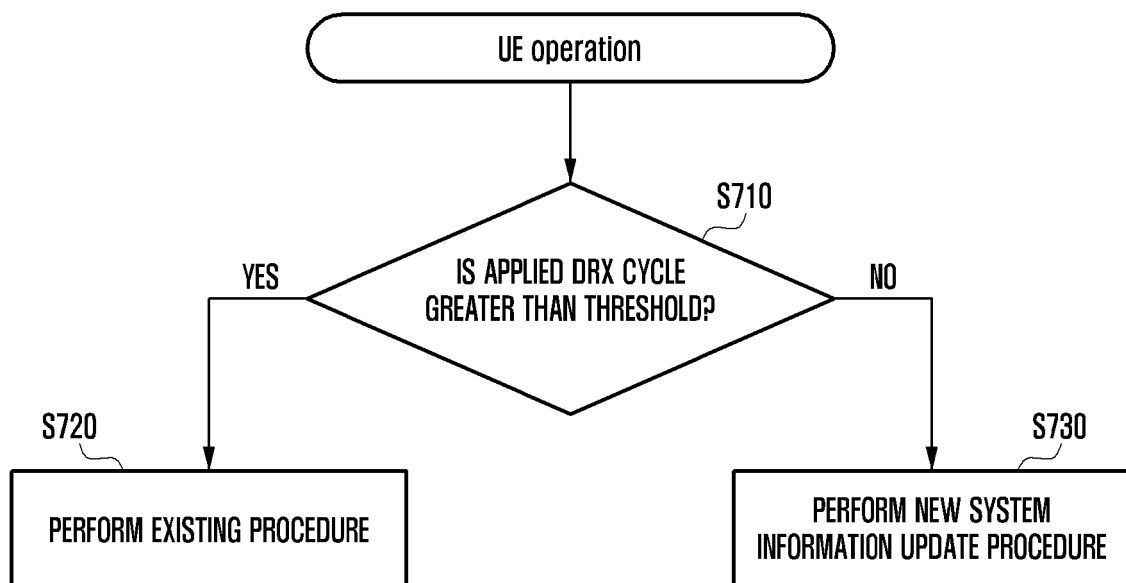 UE operation
S710
IS APPLIED DRX CYCLE
GREATER THAN THRESHOLD?
YES
NO
S720
S730
PERFORM EXISTING PROCEDURE
PERFORM NEW SYSTEM
INFORMATION UPDATE PROCEDURE